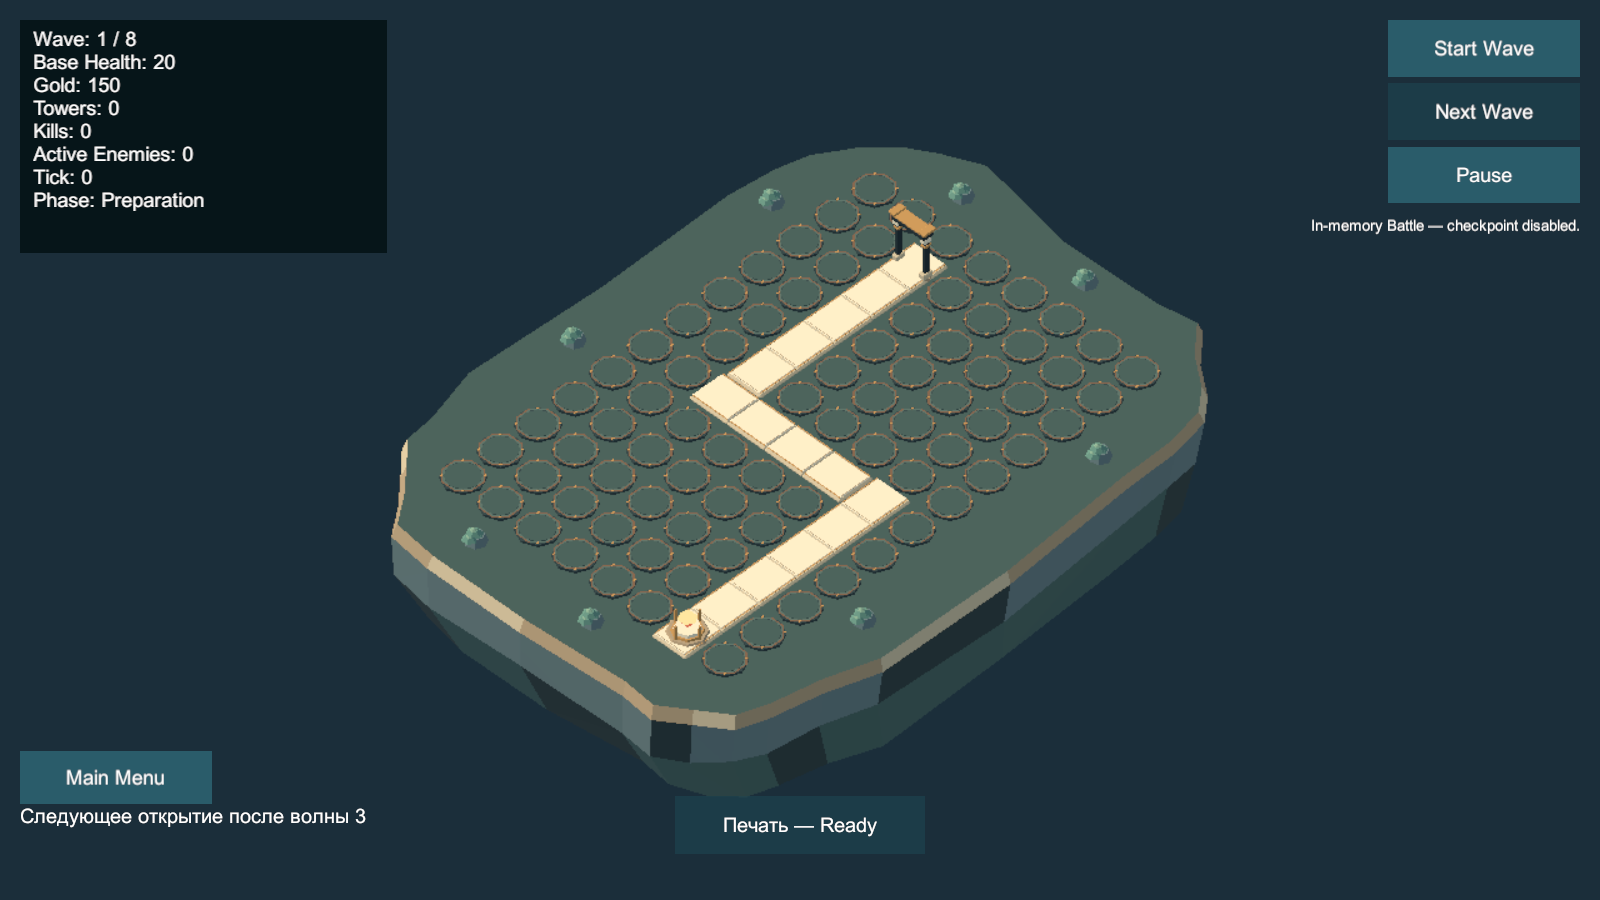 Wave: 1 / 8
Base Health: 20
Gold: 150
Towers: 0
Kills: 0
Active Enemies: 0
Tick: 0
Phase: Preparation
Start Wave
Next Wave
Pause
In-memory Battle — checkpoint disabled.
Main Menu
Следующее открытие после волны 3
Печать — Ready